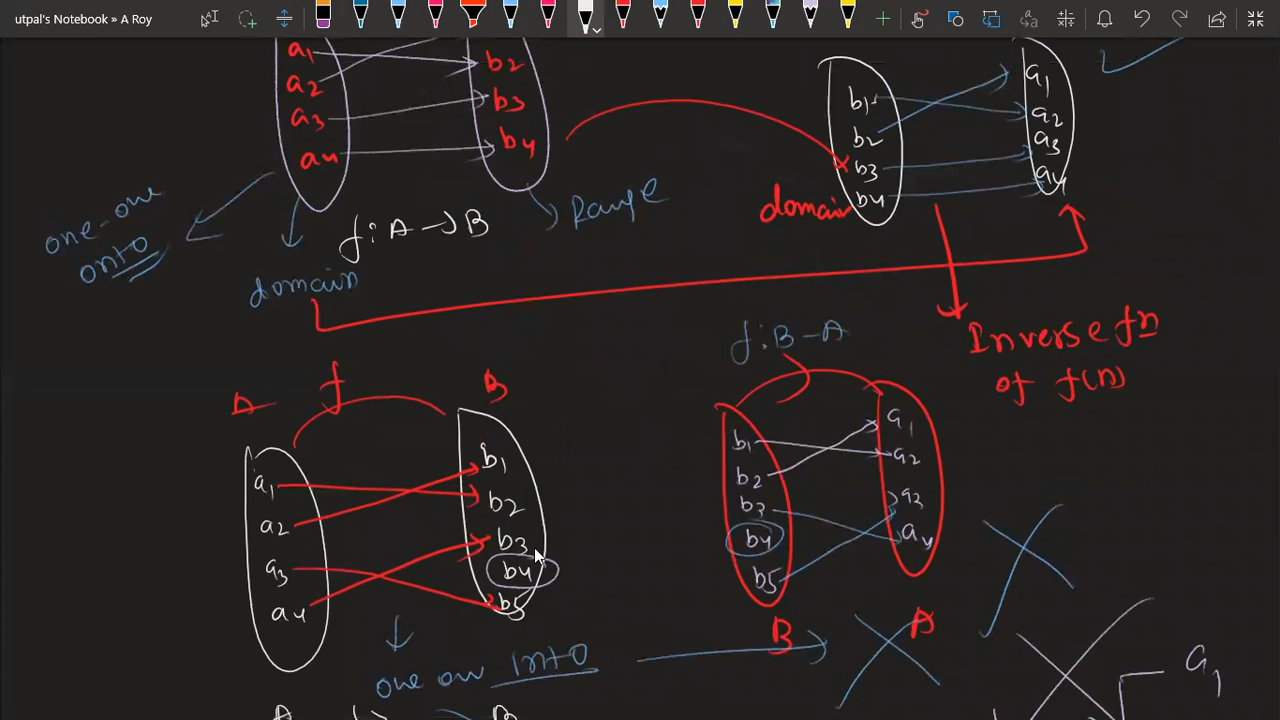 utpal's Notebook » A Roy
a1
a2
a3
a4
b2
b3
b4
b1
b2
b3
b4
a1
a2
a3
a4
one-one
onto
f: A → B
Range
domain
domain
Inverse fn
of f(n)
f: B - A
A
f
B
a1
a2
a3
a4
b1
b2
b3
b4
b5
b1
b2
b3
b4
b5
a1
a2
a3
a4
B
A
one on into
a1
A
B